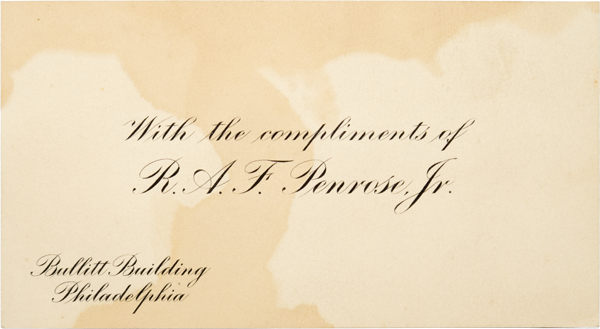 With the compliments of
R. A. F. Penrose, Jr.
Bullitt Building
Philadelphia